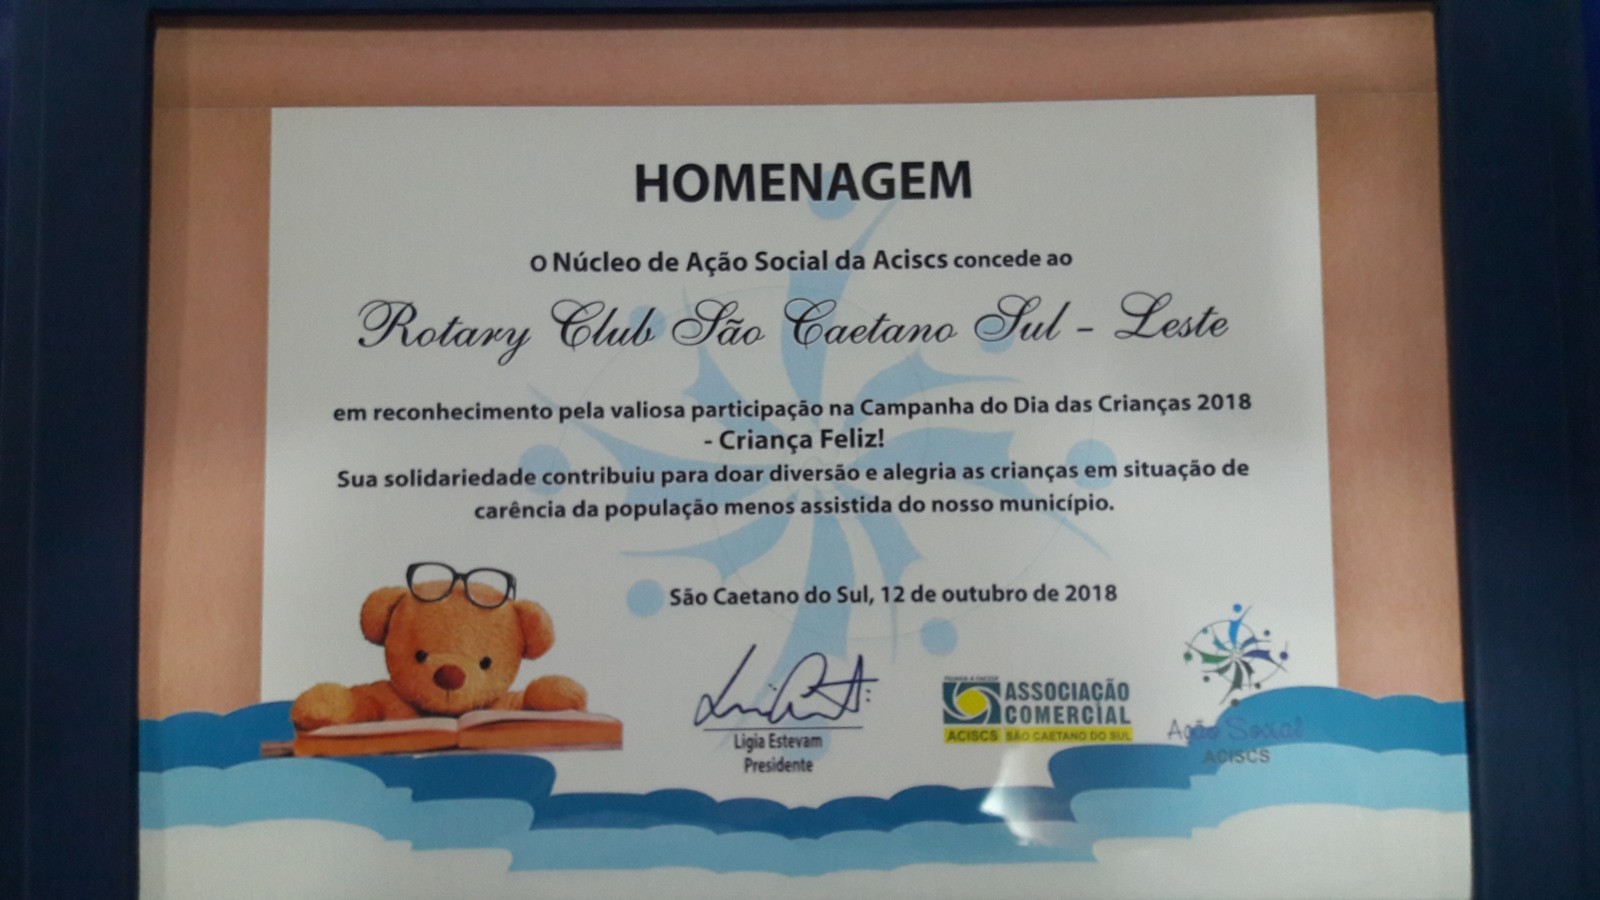 HOMENAGEM
O Núcleo de Ação Social da Aciscs concede ao
Rotary Club São Caetano Sul - Leste
em reconhecimento pela valiosa participação na Campanha do Dia das Crianças 2018
- Criança Feliz!
Sua solidariedade contribuiu para doar diversão e alegria as crianças em situação de
carência da população menos assistida do nosso município.
São Caetano do Sul, 12 de outubro de 2018
Ligia Estevam
Presidente
ASSOCIAÇÃO
COMERCIAL
ACISCS SÃO CAETANO DO SUL
Ação Social
ACISCS